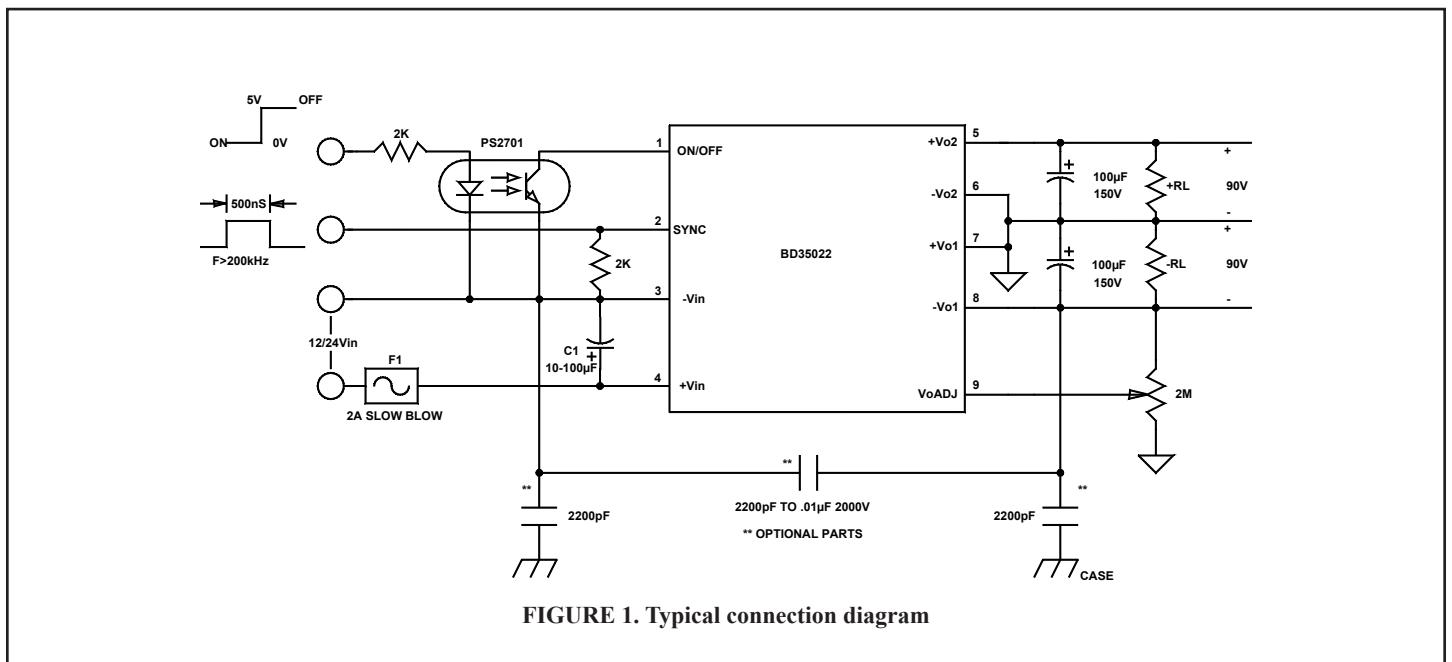 5V OFF
ON 0V
2K
PS2701
500nS
F>200kHz
12/24Vin
F1
2A SLOW BLOW
2K
C1
+
10-100µF
1
ON/OFF
2
SYNC
3
-Vin
4
+Vin
BD35022
+Vo2
5
-Vo2
6
+Vo1
7
-Vo1
8
VoADJ
9
+
100µF
150V
+RL
+
90V
-
+
100µF
150V
-RL
+
90V
-
2M
**
2200pF
**
2200pF TO .01µF 2000V
** OPTIONAL PARTS
**
2200pF
CASE
FIGURE 1. Typical connection diagram